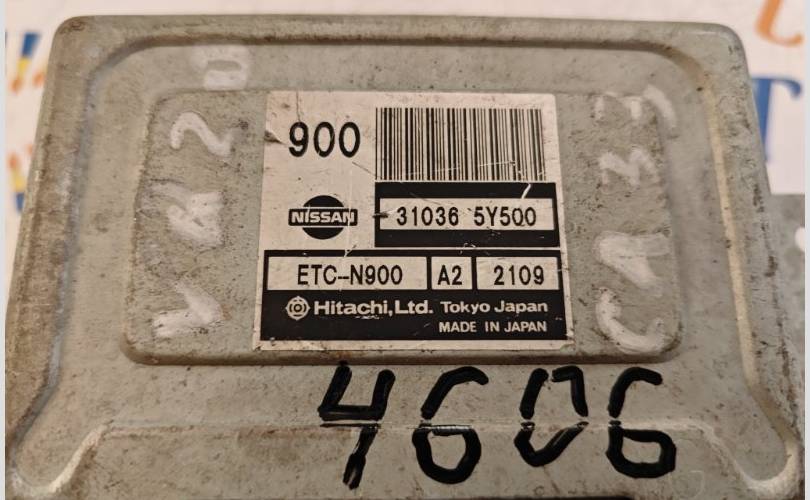 900
NISSAN
31036 5Y500
ETC-N900 A2 2109
Hitachi, Ltd. Tokyo Japan
MADE IN JAPAN
4606